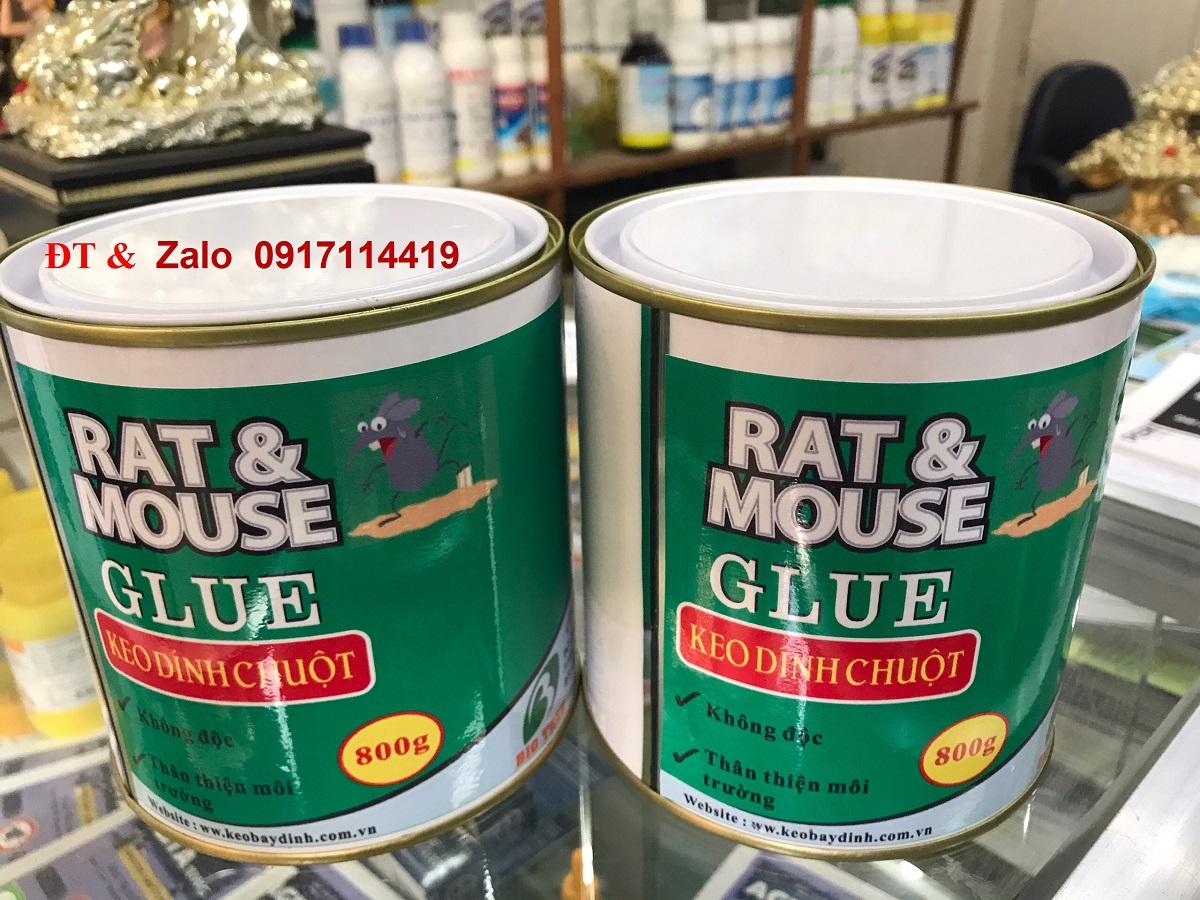 ĐT & Zalo 0917114419
RAT &
MOUSE
GLUE
KEO DÍNH CHUỘT
Không độc
Thân thiện môi
trường
800g
Website : www.keobaydinh.com.vn
RAT &
MOUSE
GLUE
KEO DÍNH CHUỘT
Không độc
Thân thiện môi
trường
800g
Website : www.keobaydinh.com.vn